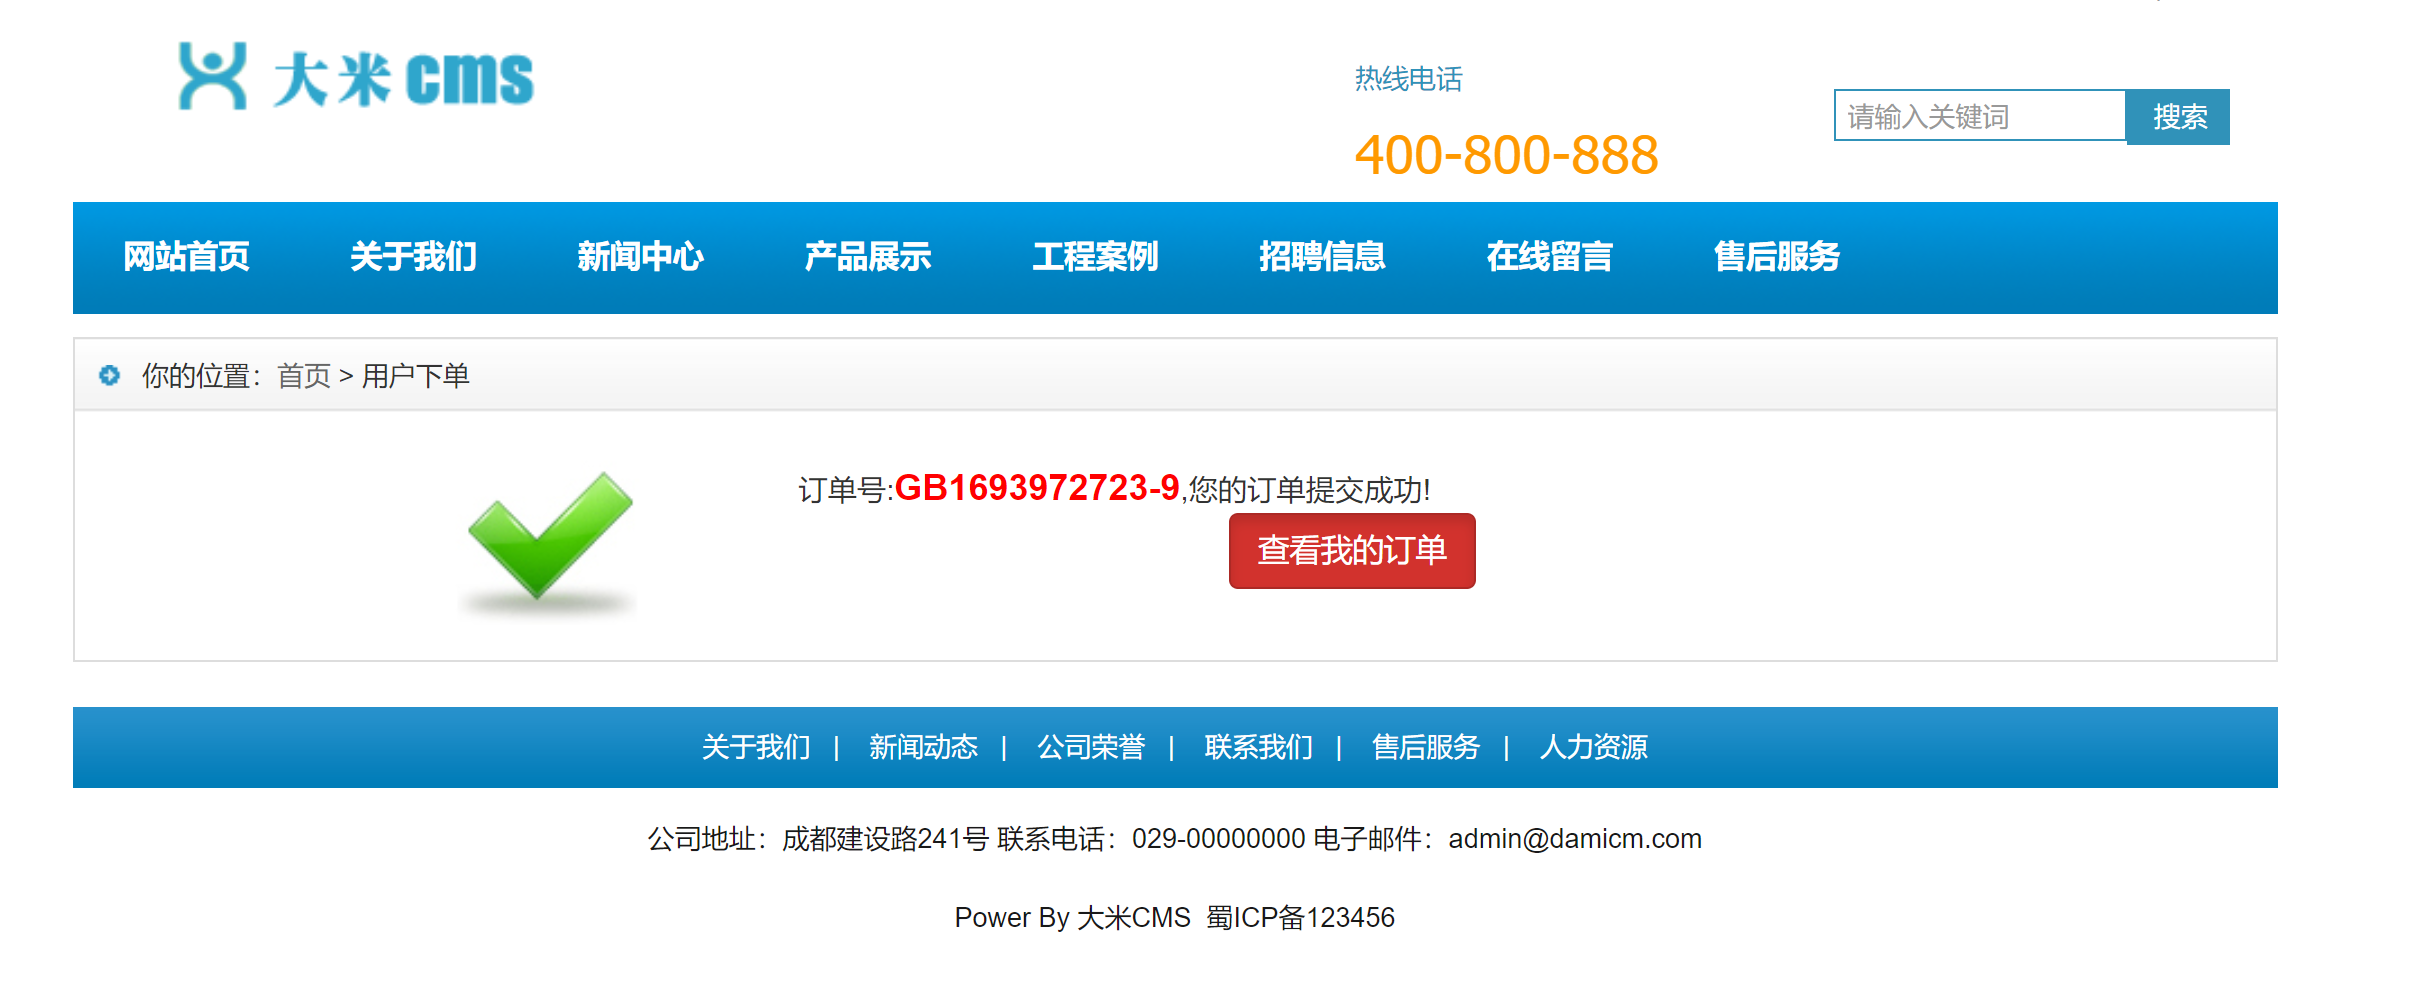 大米cms
热线电话
400-800-888
请输入关键词 搜索
网站首页 关于我们 新闻中心 产品展示 工程案例 招聘信息 在线留言 售后服务
你的位置：首页 > 用户下单
订单号:GB1693972723-9,您的订单提交成功!
查看我的订单
关于我们 | 新闻动态 | 公司荣誉 | 联系我们 | 售后服务 | 人力资源
公司地址：成都建设路241号 联系电话：029-00000000 电子邮件：admin@damicm.com
Power By 大米CMS 蜀ICP备123456